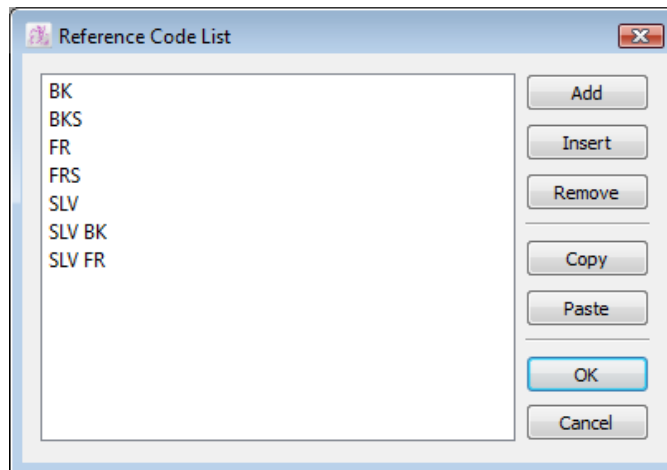 Reference Code List
BK
BKS
FR
FRS
SLV
SLV BK
SLV FR
Add
Insert
Remove
Copy
Paste
OK
Cancel